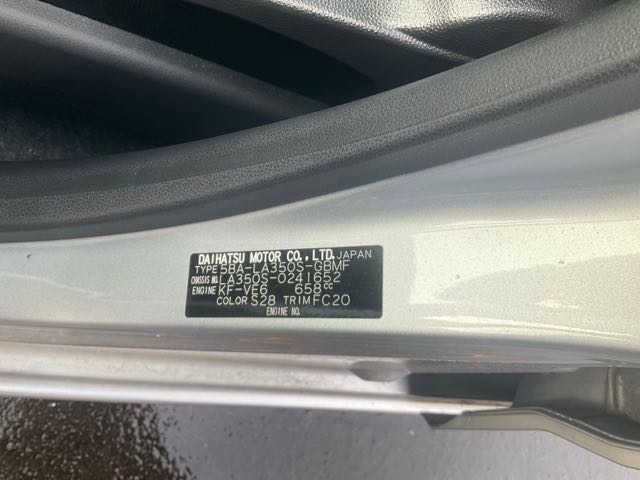 DAIHATSU MOTOR CO.,LTD. JAPAN
TYPE 5BA-LA350S-GBMF
CHASSIS NO. LA350S-0241652
ENGINE KF-VE6 658cc
COLOR S28 TRIM FC20
ENGINE NO.